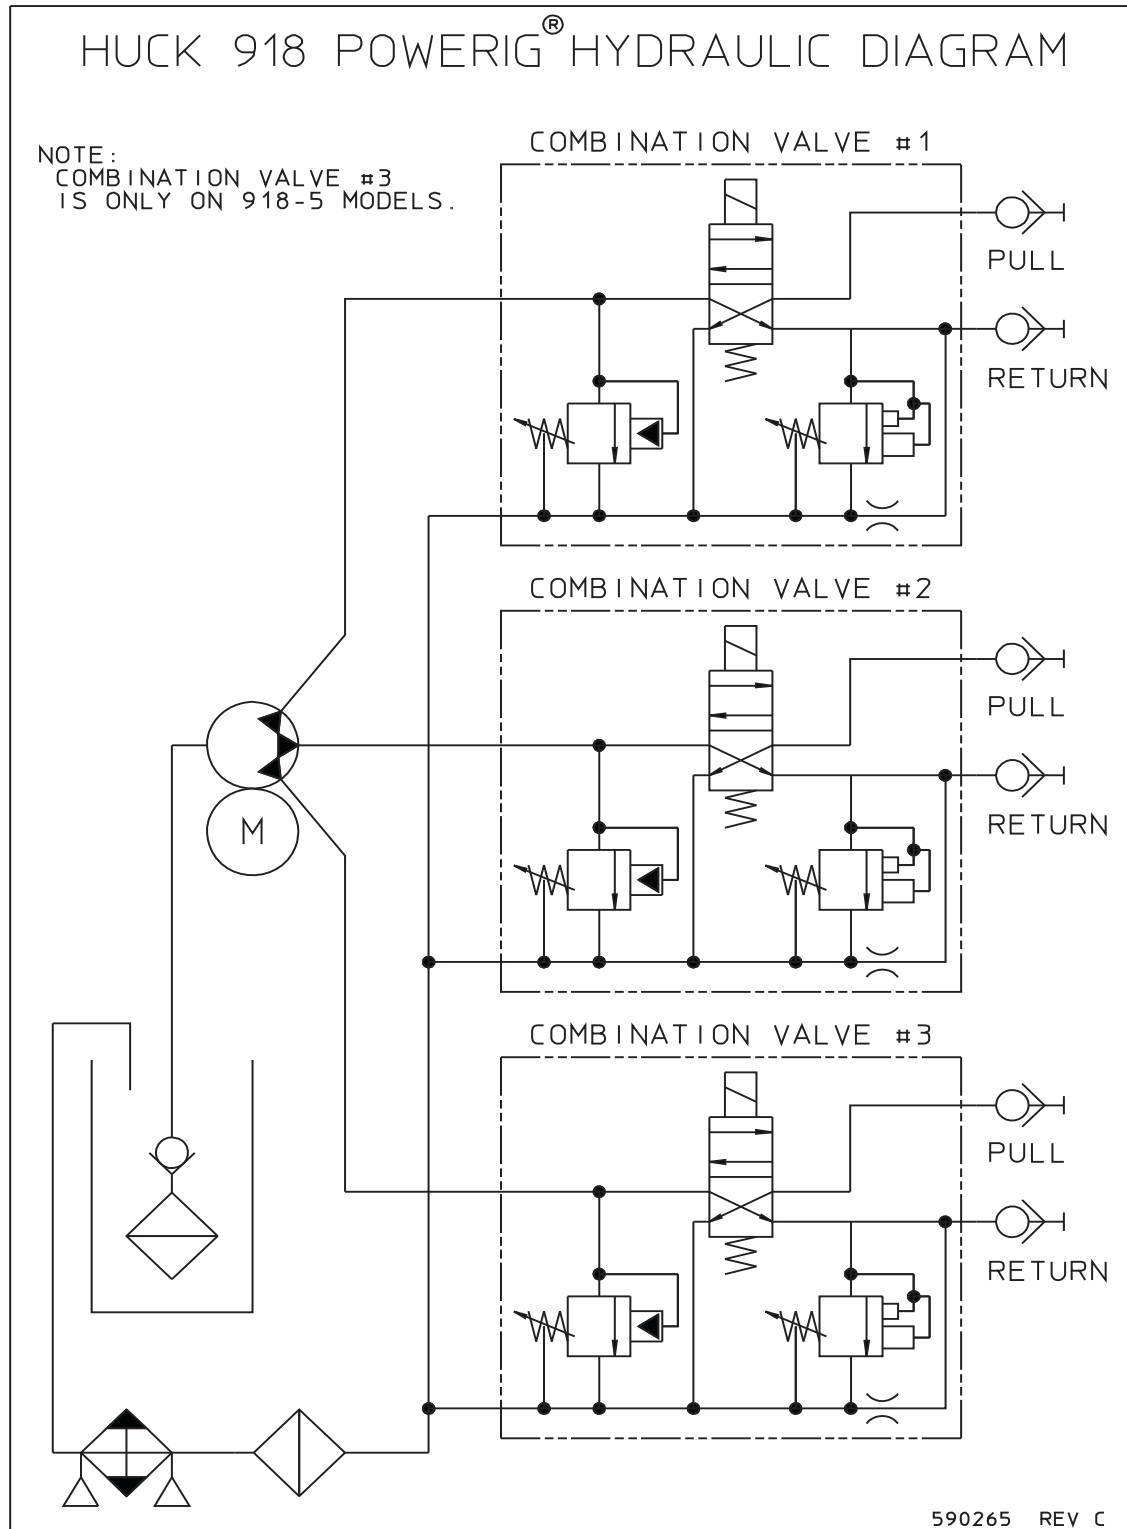 HUCK 918 POWERIG® HYDRAULIC DIAGRAM
NOTE:
COMBINATION VALVE #3
IS ONLY ON 918-5 MODELS.
COMBINATION VALVE #1
PULL
RETURN
COMBINATION VALVE #2
PULL
RETURN
M
COMBINATION VALVE #3
PULL
RETURN
590265 REV C